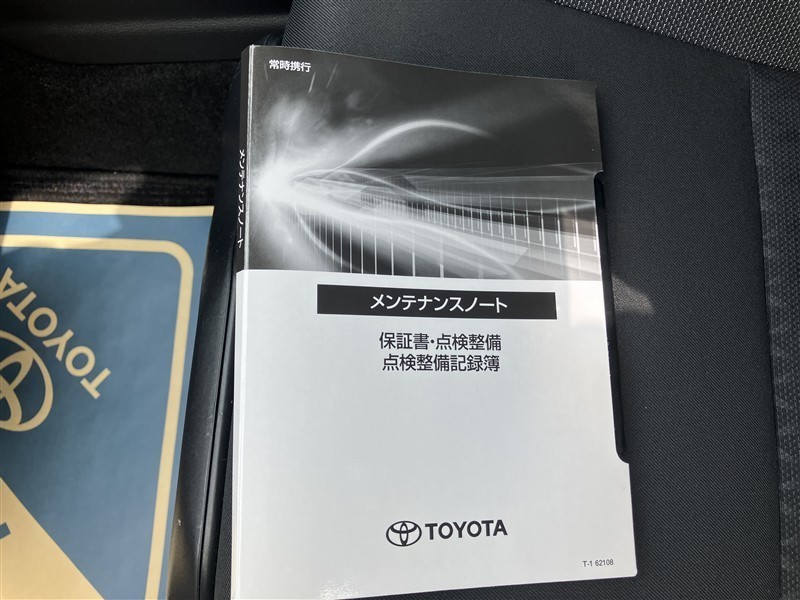 常時携行
メンテナンスノート
メンテナンスノート
保証書・点検整備
点検整備記録簿
TOYOTA
T-1 62108
TOYOTA